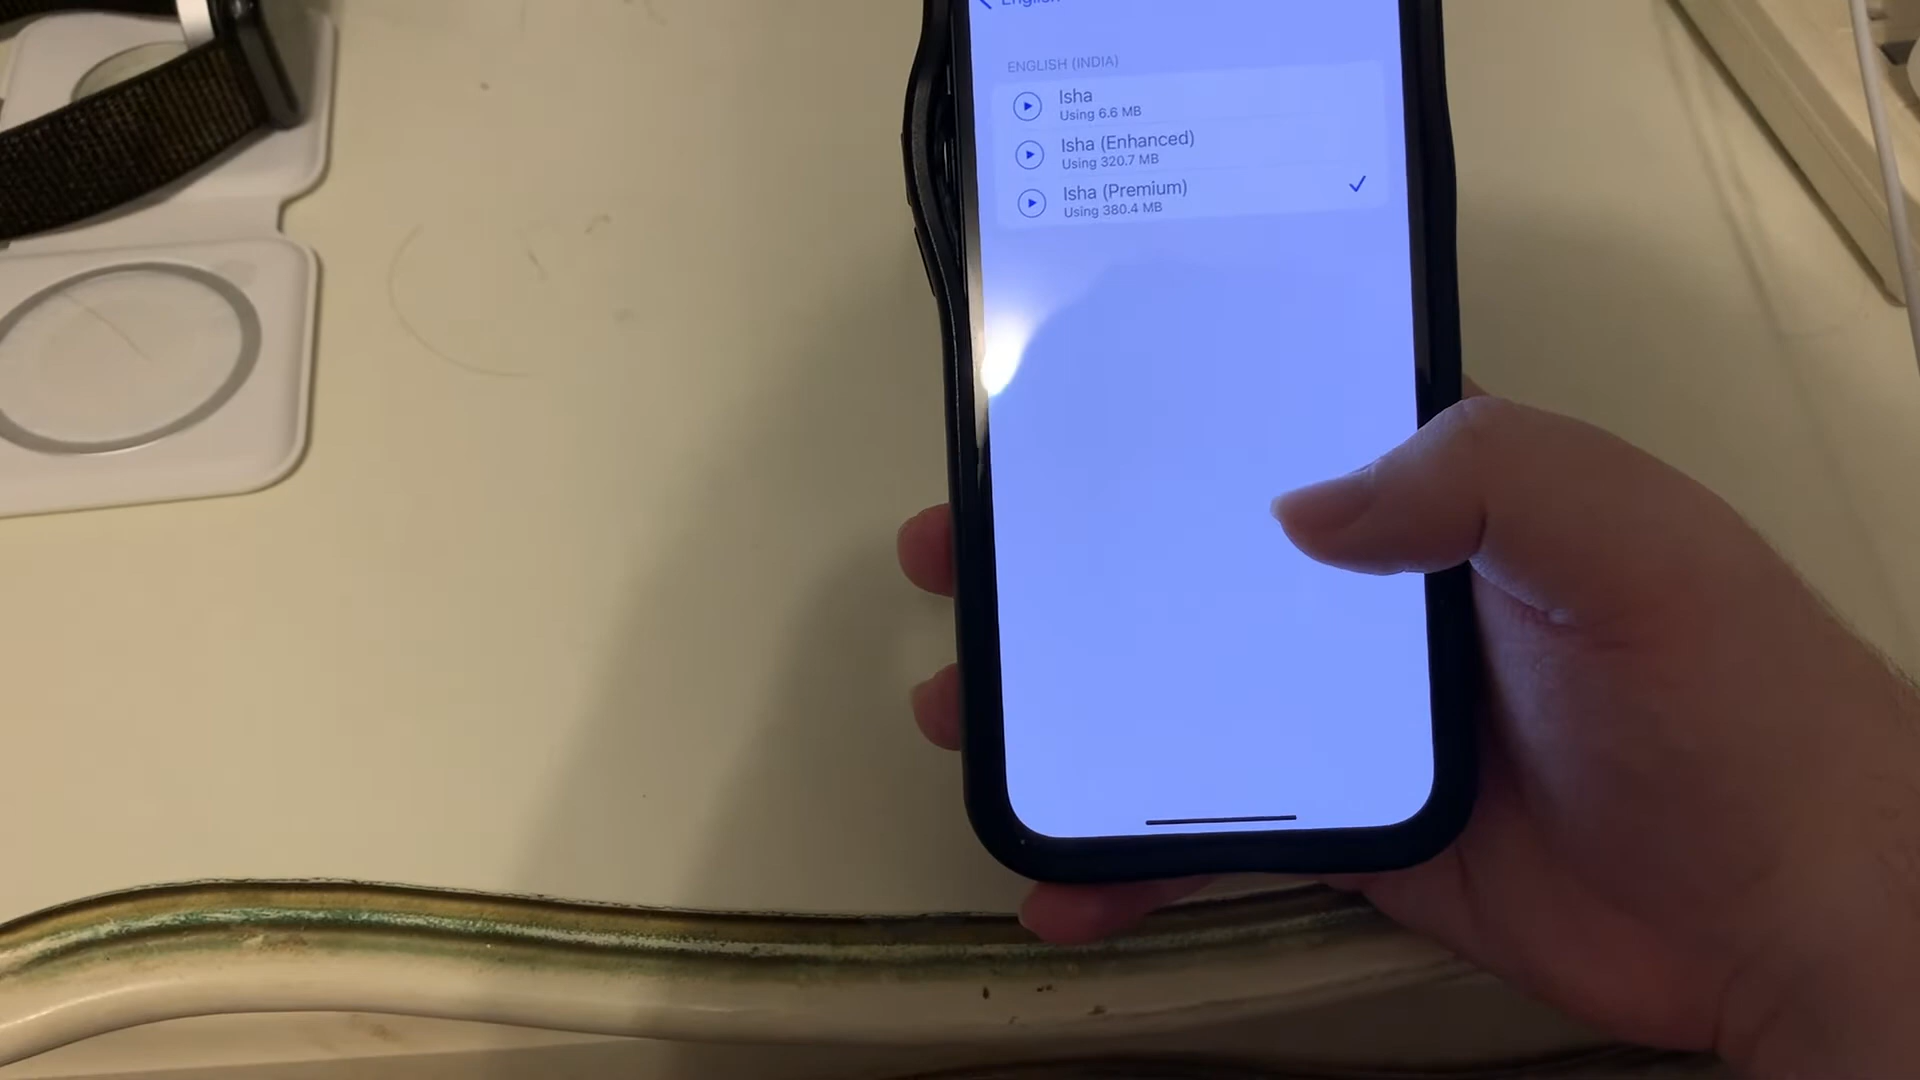 English
ENGLISH (INDIA)
Isha
Using 6.6 MB
Isha (Enhanced)
Using 320.7 MB
Isha (Premium)
Using 380.4 MB